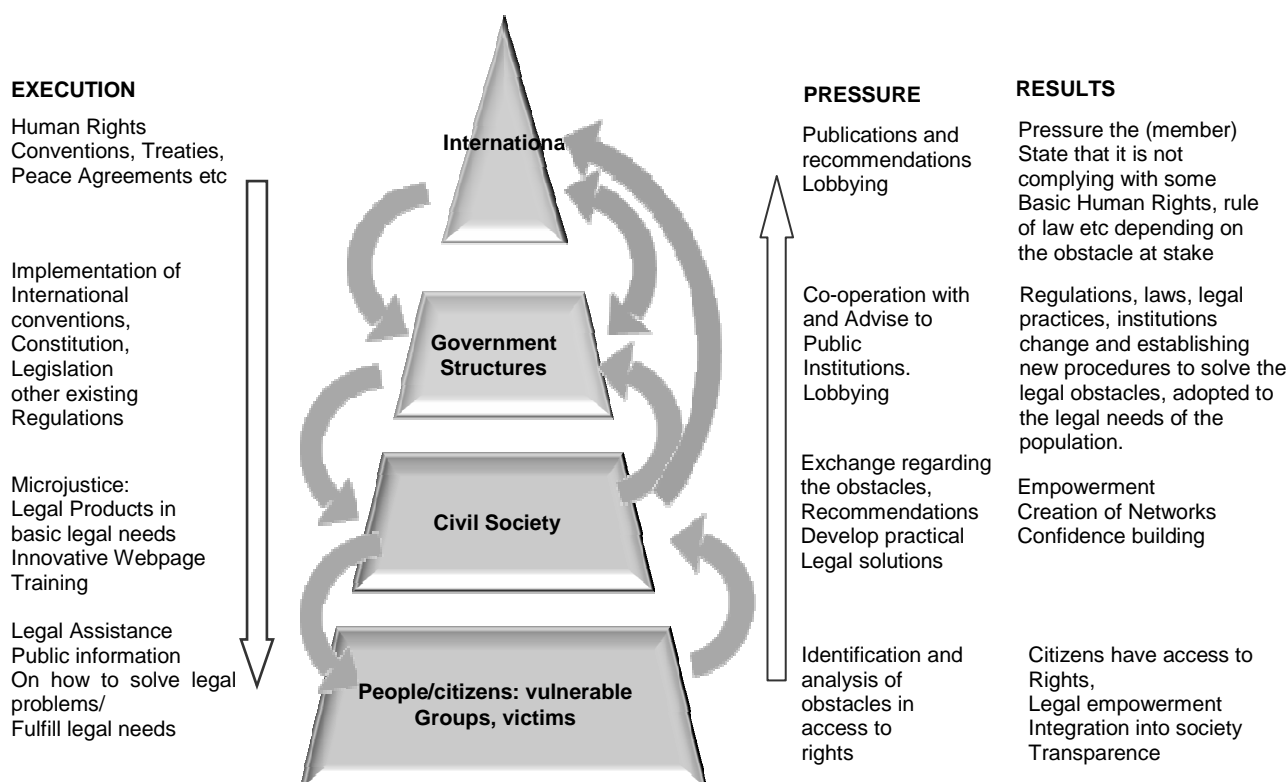 EXECUTION
Human Rights
Conventions, Treaties,
Peace Agreements etc
Implementation of
International
conventions,
Constitution,
Legislation
other existing
Regulations
Microjustice:
Legal Products in
basic legal needs
Innovative Webpage
Training
Legal Assistance
Public information
On how to solve legal
problems/
Fulfill legal needs
Internationa
Government
Structures
Civil Society
People/citizens: vulnerable
Groups, victims
PRESSURE
Publications and
recommendations
Lobbying
Co-operation with
and Advise to
Public
Institutions.
Lobbying
Exchange regarding
the obstacles,
Recommendations
Develop practical
Legal solutions
Identification and
analysis of
obstacles in
access to
rights
RESULTS
Pressure the (member)
State that it is not
complying with some
Basic Human Rights, rule
of law etc depending on
the obstacle at stake
Regulations, laws, legal
practices, institutions
change and establishing
new procedures to solve the
legal obstacles, adopted to
the legal needs of the
population.
Empowerment
Creation of Networks
Confidence building
Citizens have access to
Rights,
Legal empowerment
Integration into society
Transparence